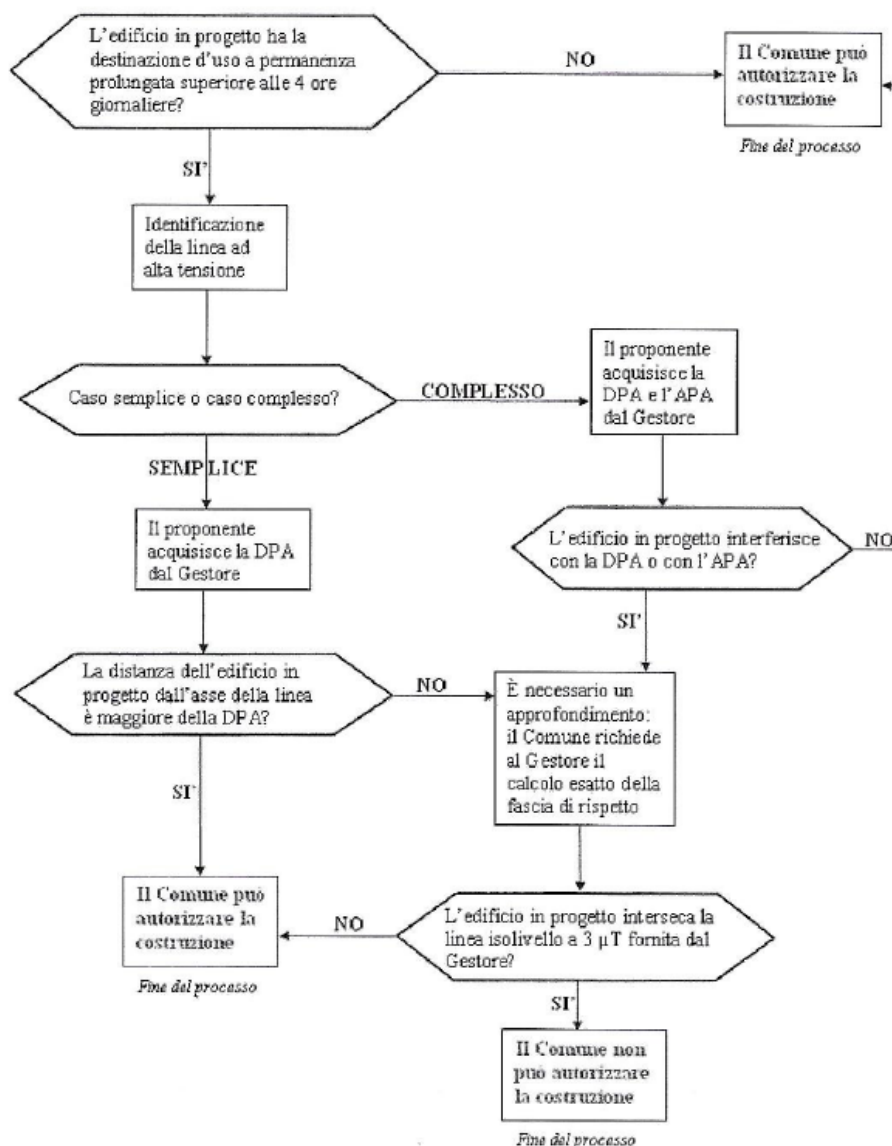 L'edificio in progetto ha la
destinazione d'uso a permanenza
prolungata superiore alle 4 ore
giornaliere?
NO
Il Comune può
autorizzare la
costruzione
Fine del processo
SI'
Identificazione
della linea ad
alta tensione
Caso semplice o caso complesso?
COMPLESSO
Il proponente
acquisisce la
DPA e l'APA
dal Gestore
SEMPLICE
Il proponente
acquisisce la DPA
dal Gestore
L'edificio in progetto interferisce
con la DPA o con l'APA?
NO
SI'
La distanza dell'edificio in
progetto dall'asse della linea
è maggiore della DPA?
NO
È necessario un
approfondimento:
il Comune richiede
al Gestore il
calcolo esatto della
fascia di rispetto
SI'
Il Comune può
autorizzare la
costruzione
Fine del processo
NO
L'edificio in progetto interseca la
linea isolivello a 3 µT fornita dal
Gestore?
SI'
Il Comune non
può autorizzare
la costruzione
Fine del processo